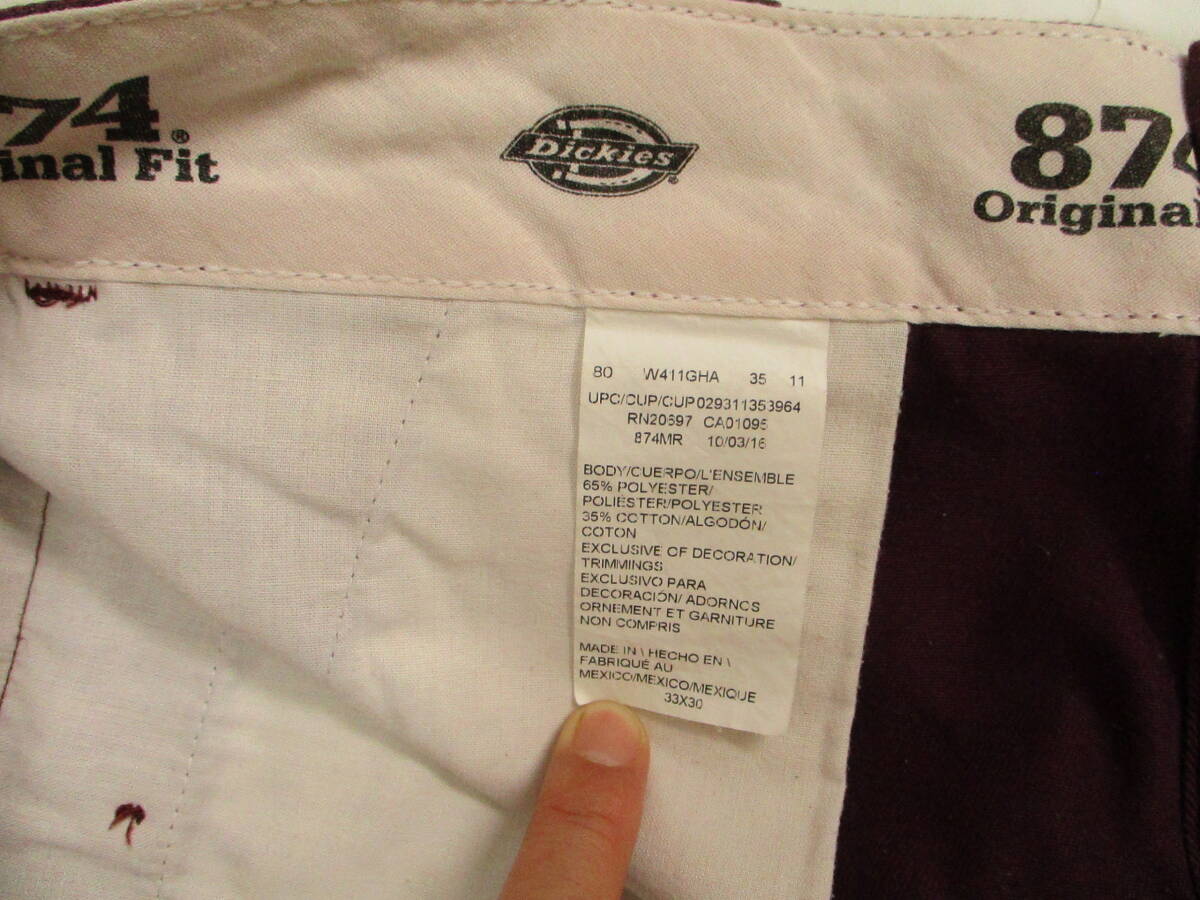 74®
inal Fit
Dickies®
87
Original
80 W411GHA 35 11
UPC/CUP/CUP029311353964
RN20697 CA01095
874MR 10/03/16
BODY/CUERPO/L'ENSEMBLE
65% POLYESTER/
POLIÉSTER/POLYESTER
35% COTTON/ALGODÓN/
COTON
EXCLUSIVE OF DECORATION/
TRIMMINGS
EXCLUSIVO PARA
DECORACIÓN/ ADORNOS
ORNEMENT ET GARNITURE
NON COMPRIS
MADE IN \ HECHO EN \
FABRIQUÉ AU
MEXICO/MEXICO/MEXIQUE
33X30